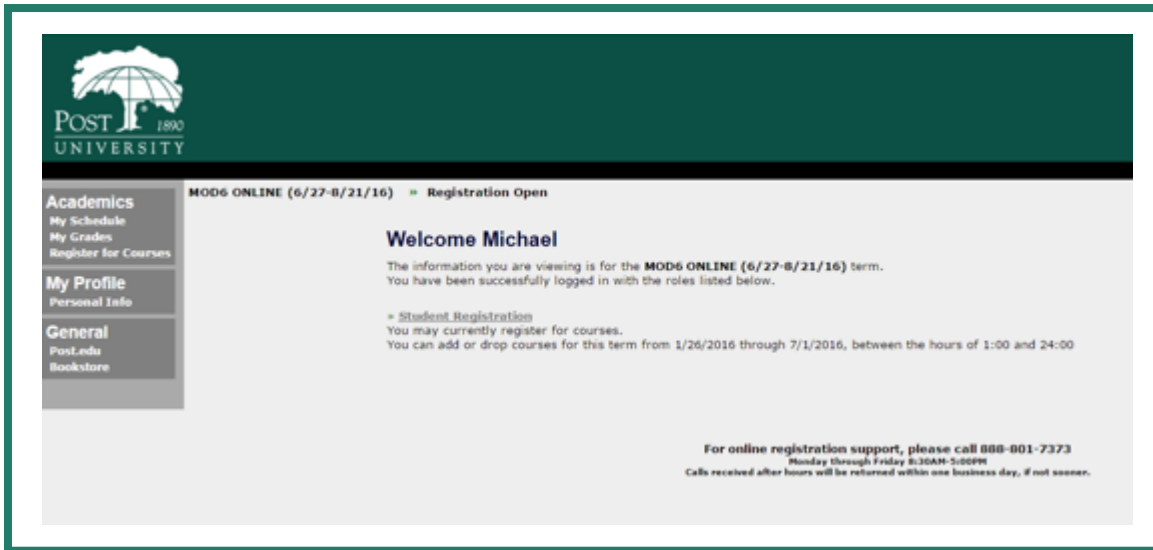 POST 1890
UNIVERSITY
Academics
My Schedule
My Grades
Register for Courses
My Profile
Personal Info
General
Post.edu
Bookstore
MOD6 ONLINE (6/27-8/21/16) » Registration Open
Welcome Michael
The information you are viewing is for the MOD6 ONLINE (6/27-8/21/16) term.
You have been successfully logged in with the roles listed below.
» Student Registration
You may currently register for courses.
You can add or drop courses for this term from 1/26/2016 through 7/1/2016, between the hours of 1:00 and 24:00
For online registration support, please call 888-801-7373
Monday through Friday 8:30AM-5:00PM
Calls received after hours will be returned within one business day, if not sooner.